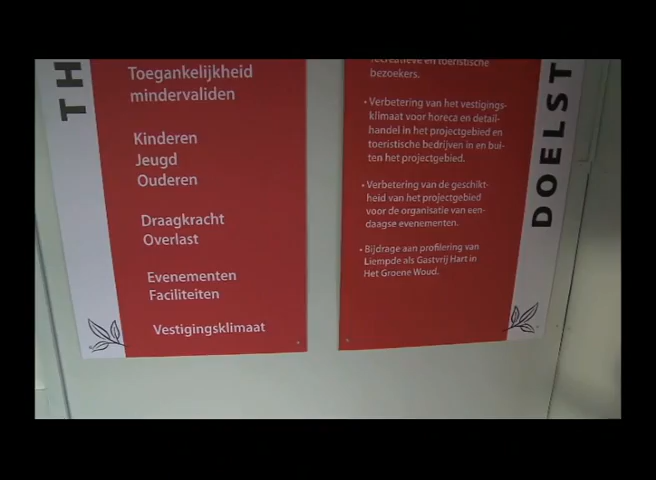 TH
Toegankelijkheid
mindervaliden
Kinderen
Jeugd
Ouderen
Draagkracht
Overlast
Evenementen
Faciliteiten
Vestigingsklimaat
recreatieve en toeristische
bezoekers.
• Verbetering van het vestigings-
klimaat voor horeca en detail-
handel in het projectgebied en
toeristische bedrijven in en bui-
ten het projectgebied.
• Verbetering van de geschikt-
heid van het projectgebied
voor de organisatie van een-
daagse evenementen.
• Bijdrage aan profilering van
Liempde als Gastvrij Hart in
Het Groene Woud.
DOELST